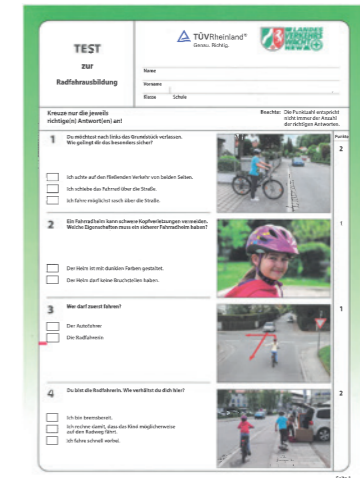 TEST
zur
Radfahrausbildung
TÜVRheinland®
Genau. Richtig.
LANDES
VERKEHRS
WACHT
NRW
Name
Vorname
Klasse Schule
Kreuze nur die jeweils
richtige(n) Antwort(en) an!
Beachte: Die Punktzahl entspricht
nicht immer der Anzahl
der richtigen Antworten.
Punkte
1
Du möchtest nach links das Grundstück verlassen.
Wie gelingt dir das besonders sicher?
2
Ich achte auf den fließenden Verkehr von beiden Seiten.
Ich schiebe das Fahrrad über die Straße.
Ich fahre möglichst rasch über die Straße.
2
Ein Fahrradhelm kann schwere Kopfverletzungen vermeiden.
Welche Eigenschaften muss ein sicherer Fahrradhelm haben?
1
Der Helm ist mit dunklen Farben gestaltet.
Der Helm darf keine Bruchstellen haben.
3
Wer darf zuerst fahren?
1
Der Autofahrer
Die Radfahrerin
4
Du bist die Radfahrerin. Wie verhältst du dich hier?
2
Ich bin bremsbereit.
Ich rechne damit, dass das Kind möglicherweise
auf den Radweg fährt.
Ich fahre schnell vorbei.